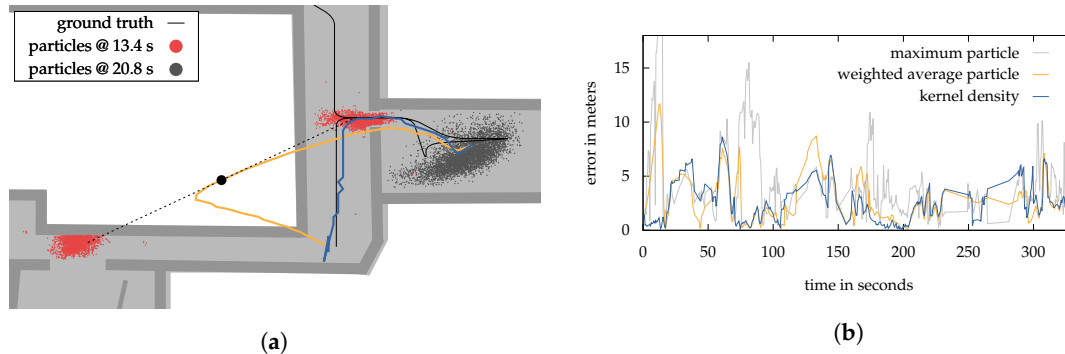 ground truth
particles @ 13.4 s
particles @ 20.8 s
(a)
error in meters
15
10
5
0
maximum particle
weighted average particle
kernel density
0 50 100 150 200 250 300
time in seconds
(b)